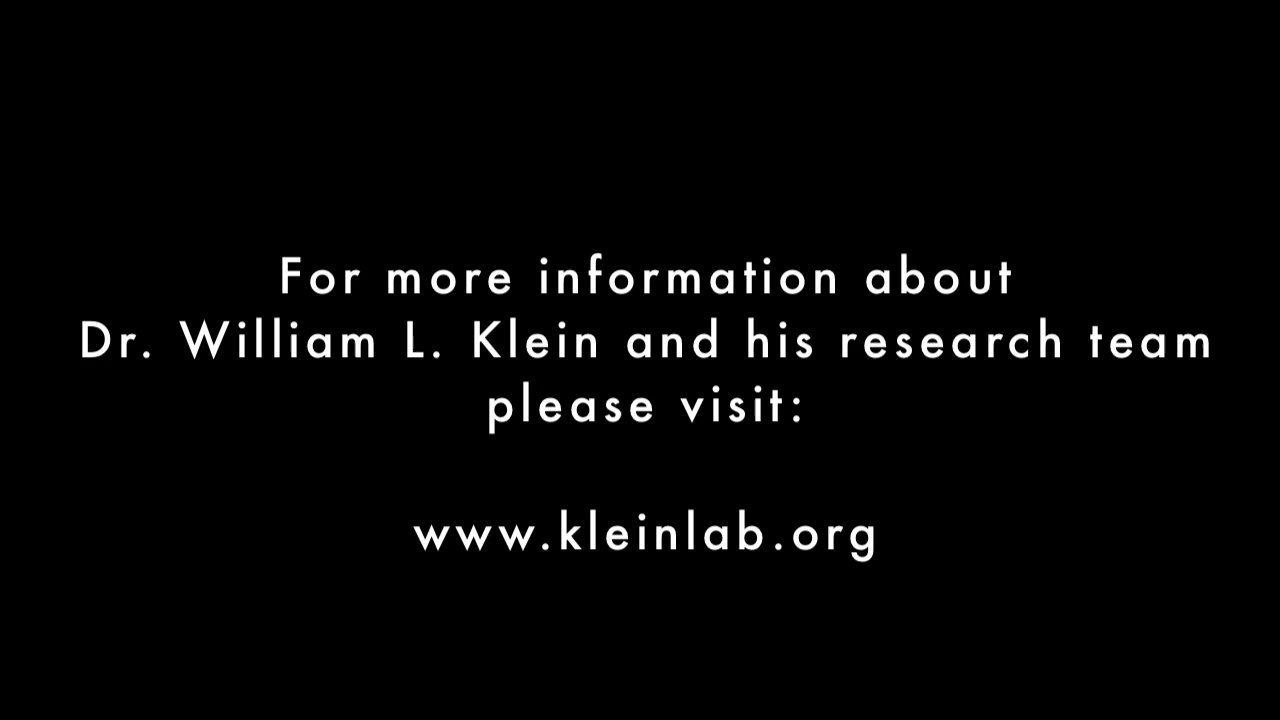 For more information about
Dr. William L. Klein and his research team
please visit:
www.kleinlab.org